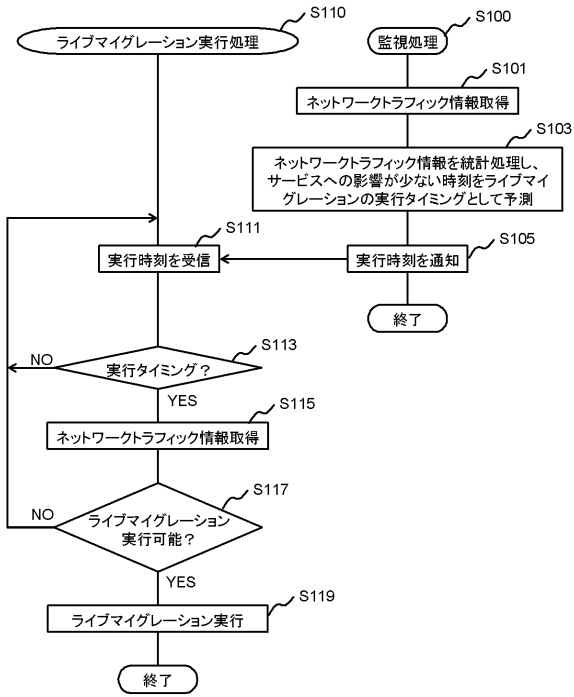 S110
ライブマイグレーション実行処理
S100
監視処理
S101
ネットワークトラフィック情報取得
S103
ネットワークトラフィック情報を統計処理し、
サービスへの影響が少ない時刻をライブマイ
グレーションの実行タイミングとして予測
S111
実行時刻を受信
S105
実行時刻を通知
終了
S113
実行タイミング？
NO
YES
S115
ネットワークトラフィック情報取得
S117
ライブマイグレーション
実行可能？
NO
YES
S119
ライブマイグレーション実行
終了